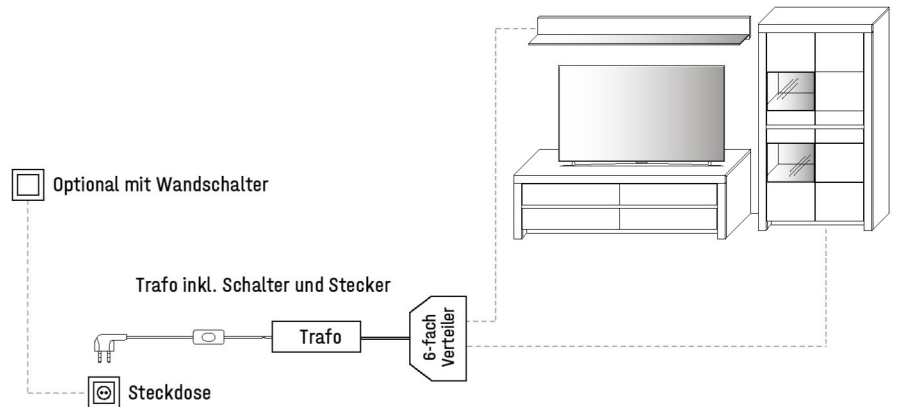 Optional mit Wandschalter
Trafo inkl. Schalter und Stecker
Trafo
6-fach
Verteiler
Steckdose